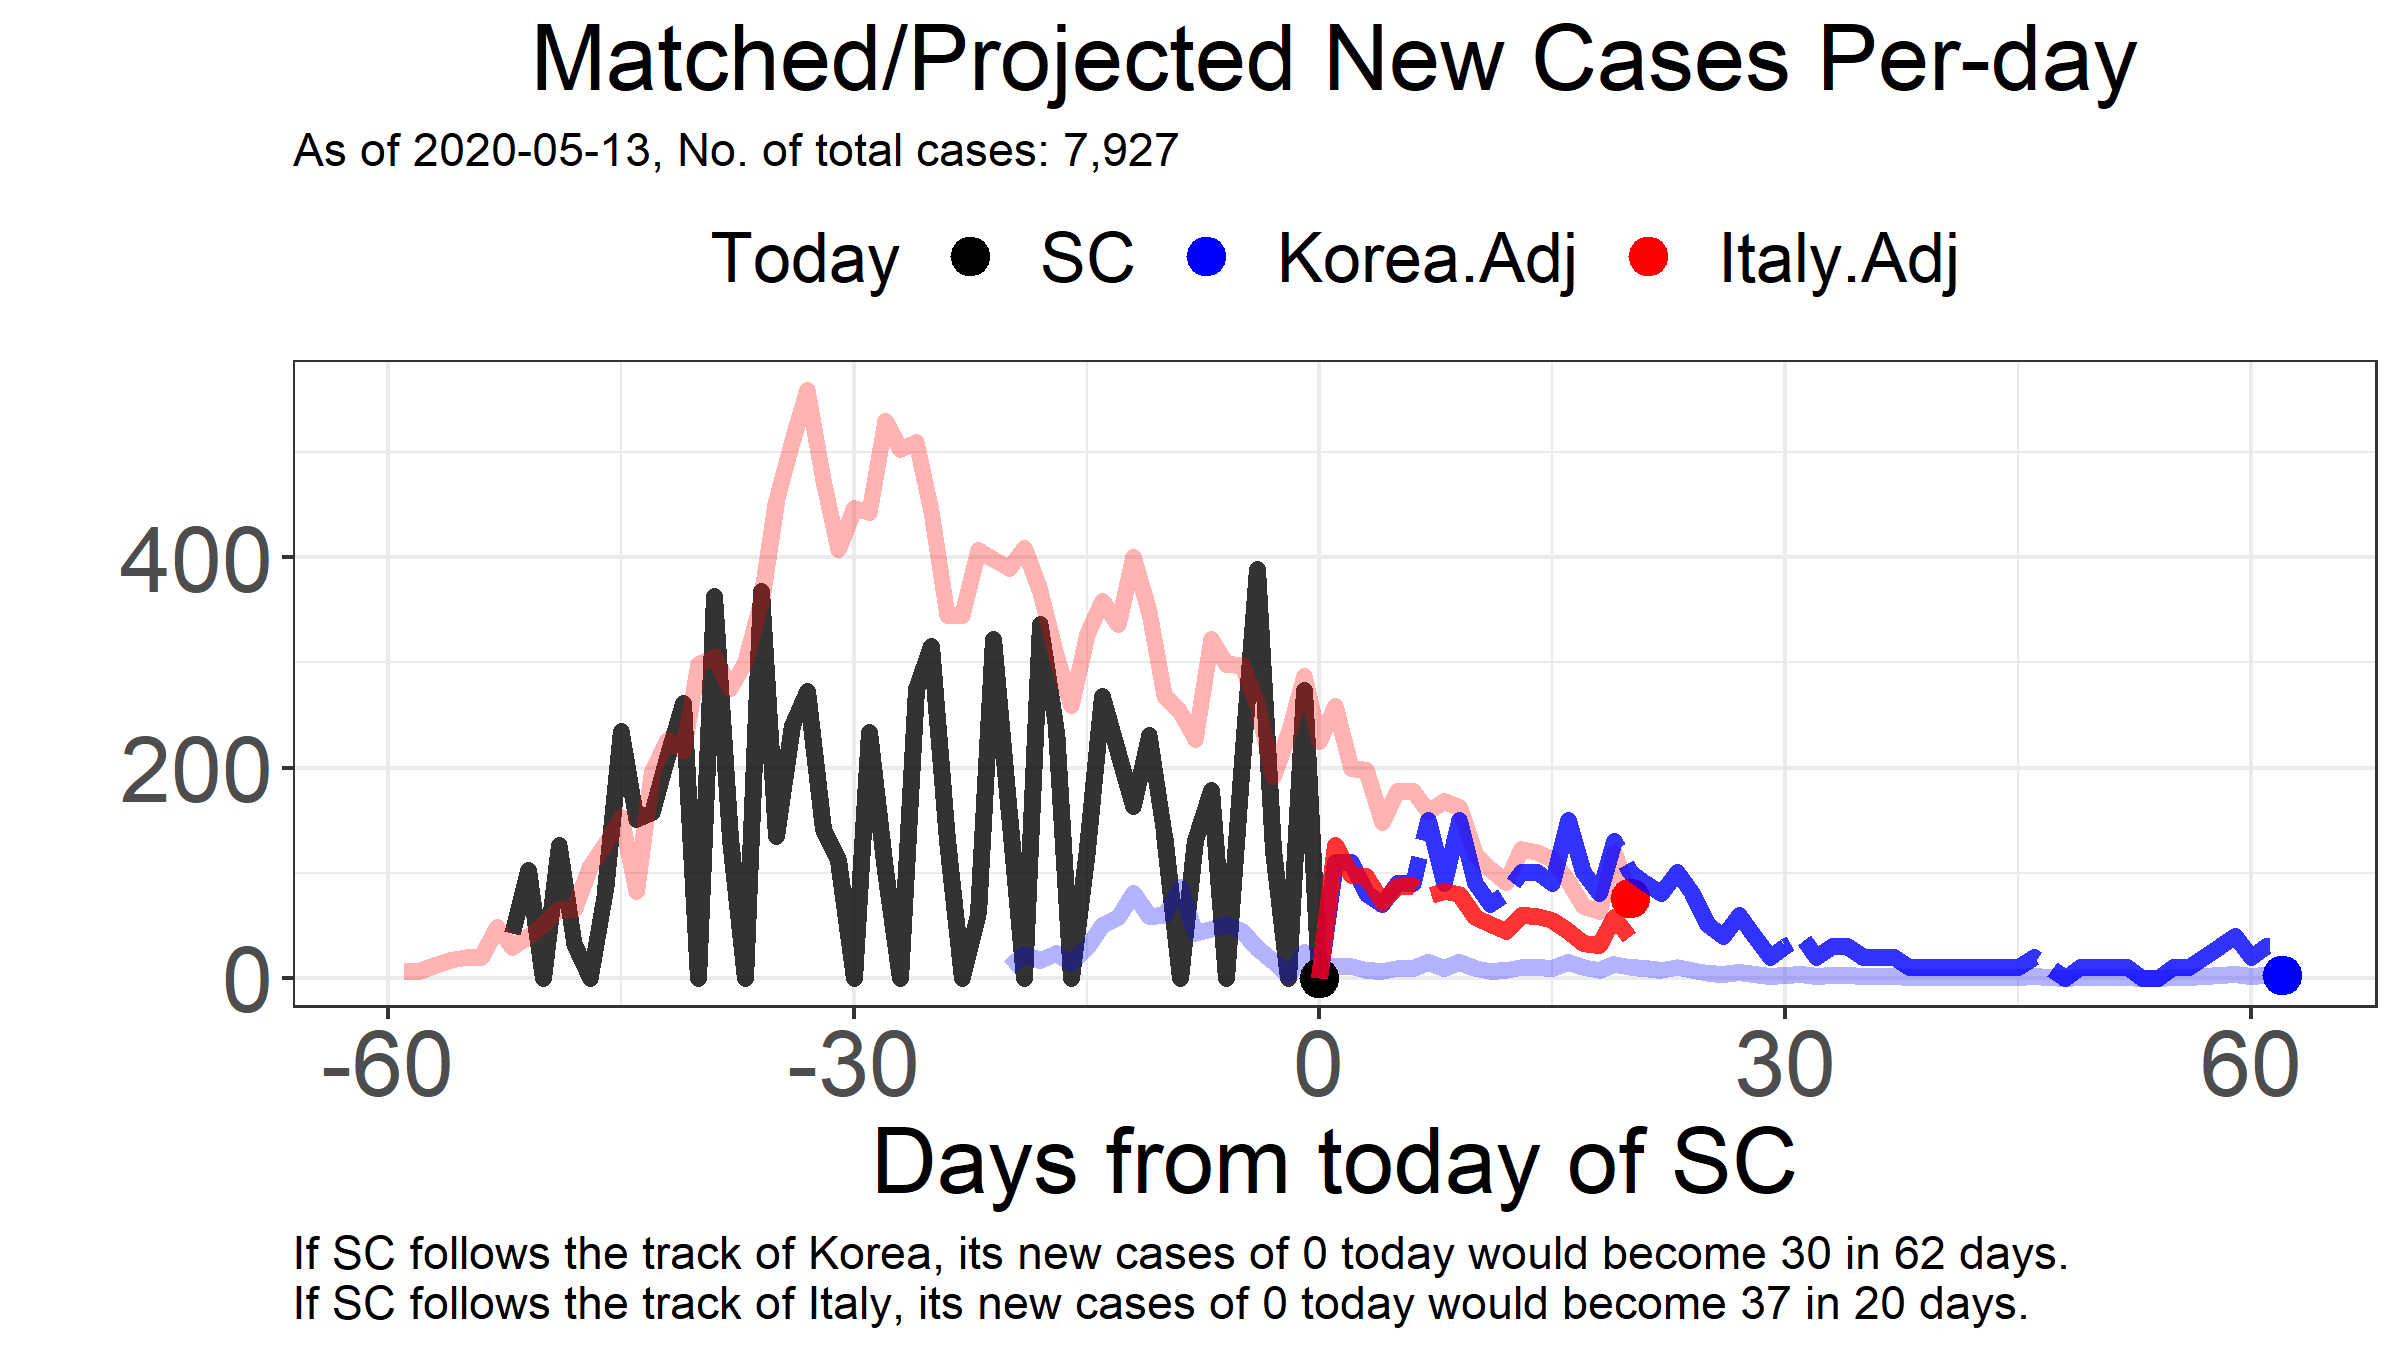 Matched/Projected New Cases Per-day
As of 2020-05-13, No. of total cases: 7,927
Today SC Korea.Adj Italy.Adj
400
200
0
-60 -30 0 30 60
Days from today of SC
If SC follows the track of Korea, its new cases of 0 today would become 30 in 62 days.
If SC follows the track of Italy, its new cases of 0 today would become 37 in 20 days.